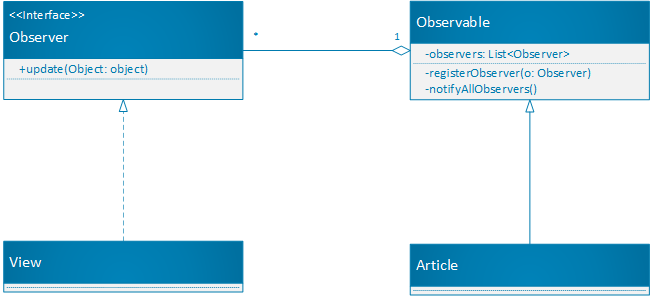 <<Interface>>
Observer
+update(Object: object)
* 1
Observable
-observers: List<Observer>
-registerObserver(o: Observer)
-notifyAllObservers()
View
Article